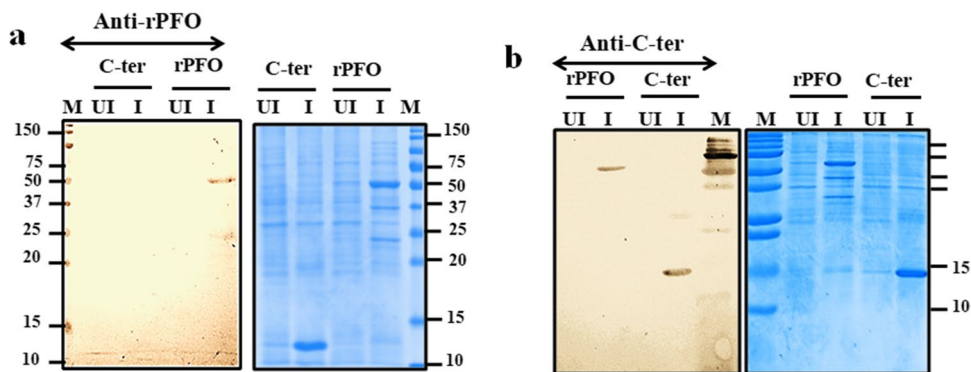 a
Anti-rPFO
C-ter rPFO
M UI I UI I
150
75
50
37
25
20
15
10
C-ter rPFO
UI I UI I M
150
75
50
37
25
20
15
10
b
Anti-C-ter
rPFO C-ter
UI I UI I M
rPFO C-ter
M UI I UI I
15
10